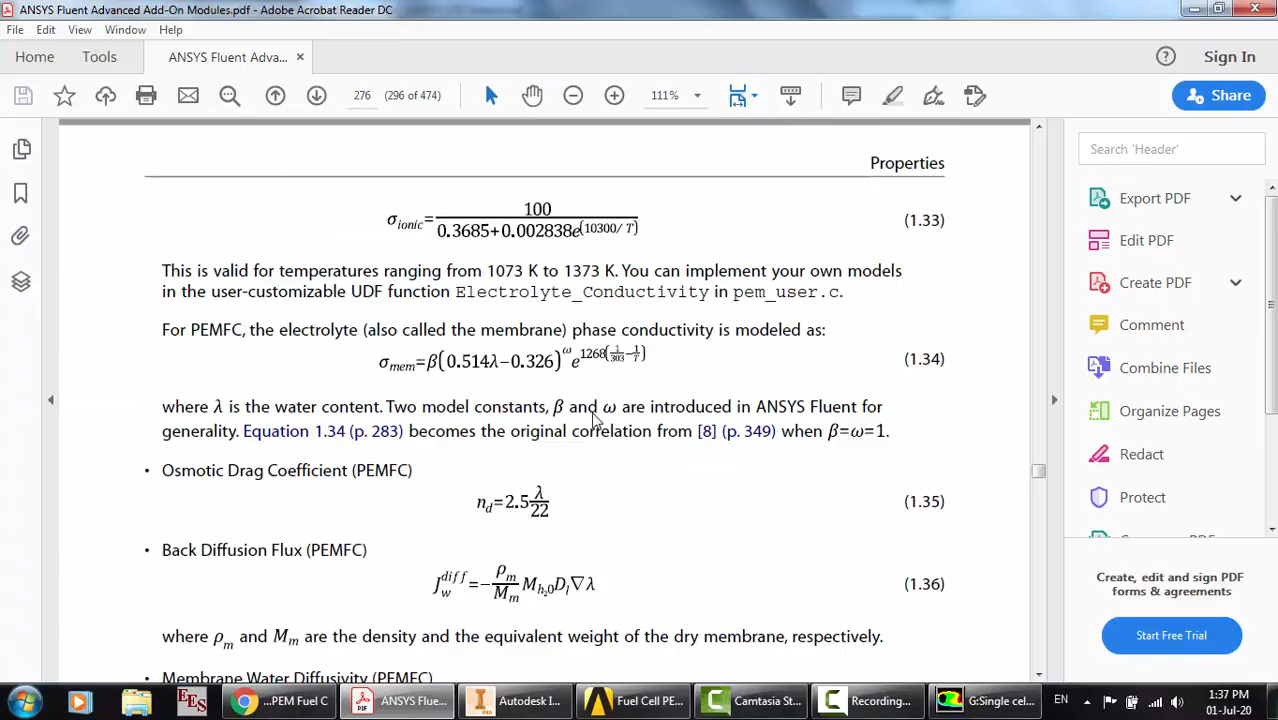 ANSYS Fluent Advanced Add-On Modules.pdf - Adobe Acrobat Reader DC
File Edit View Window Help
Home Tools ANSYS Fluent Adva... × Sign In
276 (296 of 474) 111% Share
Properties
σionic=100/0.3685+0.002838e(10300/T) (1.33)
This is valid for temperatures ranging from 1073 K to 1373 K. You can implement your own models
in the user-customizable UDF function Electrolyte_Conductivity in pem_user.c.
For PEMFC, the electrolyte (also called the membrane) phase conductivity is modeled as:
σmem=β(0.514λ−0.326)ωe1268(1/303−1/T) (1.34)
where λ is the water content. Two model constants, β and ω are introduced in ANSYS Fluent for
generality. Equation 1.34 (p. 283) becomes the original correlation from [8] (p. 349) when β=ω=1.
• Osmotic Drag Coefficient (PEMFC)
nd=2.5λ/22 (1.35)
• Back Diffusion Flux (PEMFC)
Jwdiff=−ρm/Mm Mh20Dl∇λ (1.36)
where ρm and Mm are the density and the equivalent weight of the dry membrane, respectively.
• Membrane Water Diffusivity (PEMFC)
Search 'Header'
Export PDF
Edit PDF
Create PDF
Comment
Combine Files
Organize Pages
Redact
Protect
Create, edit and sign PDF
forms & agreements
Start Free Trial
EES ...PEM Fuel C ANSYS Flue... Autodesk I... Fuel Cell PE... Camtasia St... Recording... G:Single cel... EN 1:37 PM
01-Jul-20